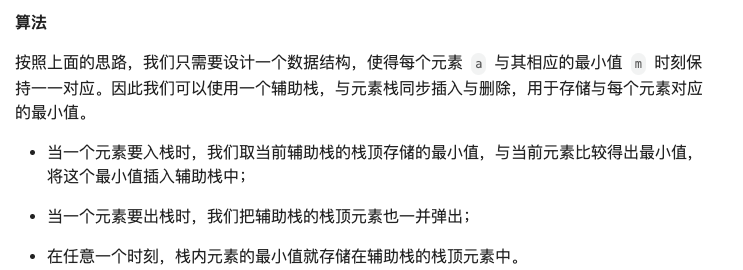 算法
按照上面的思路，我们只需要设计一个数据结构，使得每个元素 a 与其相应的最小值 m 时刻保
持一一对应。因此我们可以使用一个辅助栈，与元素栈同步插入与删除，用于存储与每个元素对应
的最小值。
• 当一个元素要入栈时，我们取当前辅助栈的栈顶存储的最小值，与当前元素比较得出最小值，
将这个最小值插入辅助栈中；
• 当一个元素要出栈时，我们把辅助栈的栈顶元素也一并弹出；
• 在任意一个时刻，栈内元素的最小值就存储在辅助栈的栈顶元素中。